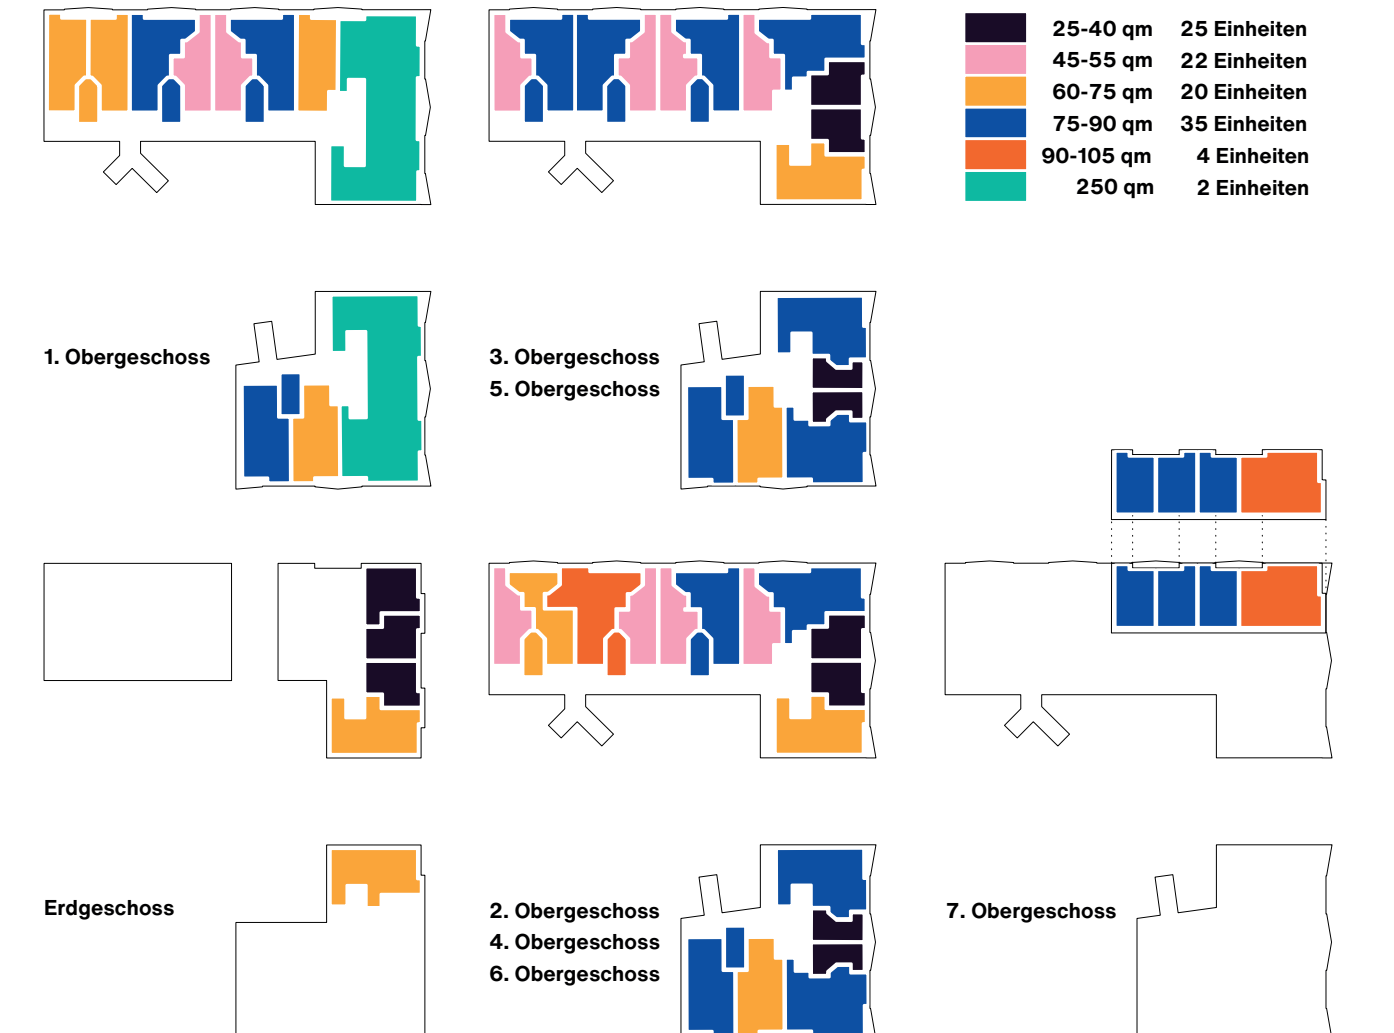 25-40 qm 25 Einheiten
45-55 qm 22 Einheiten
60-75 qm 20 Einheiten
75-90 qm 35 Einheiten
90-105 qm 4 Einheiten
250 qm 2 Einheiten
1. Obergeschoss
3. Obergeschoss
5. Obergeschoss
Erdgeschoss
2. Obergeschoss
4. Obergeschoss
6. Obergeschoss
7. Obergeschoss